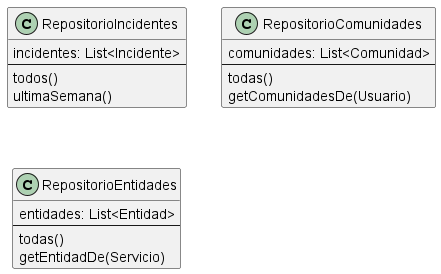 C RepositorioIncidentes
incidentes: List<Incidente>
todos()
ultimaSemana()
C RepositorioComunidades
comunidades: List<Comunidad>
todas()
getComunidadesDe(Usuario)
C RepositorioEntidades
entidades: List<Entidad>
todas()
getEntidadDe(Servicio)